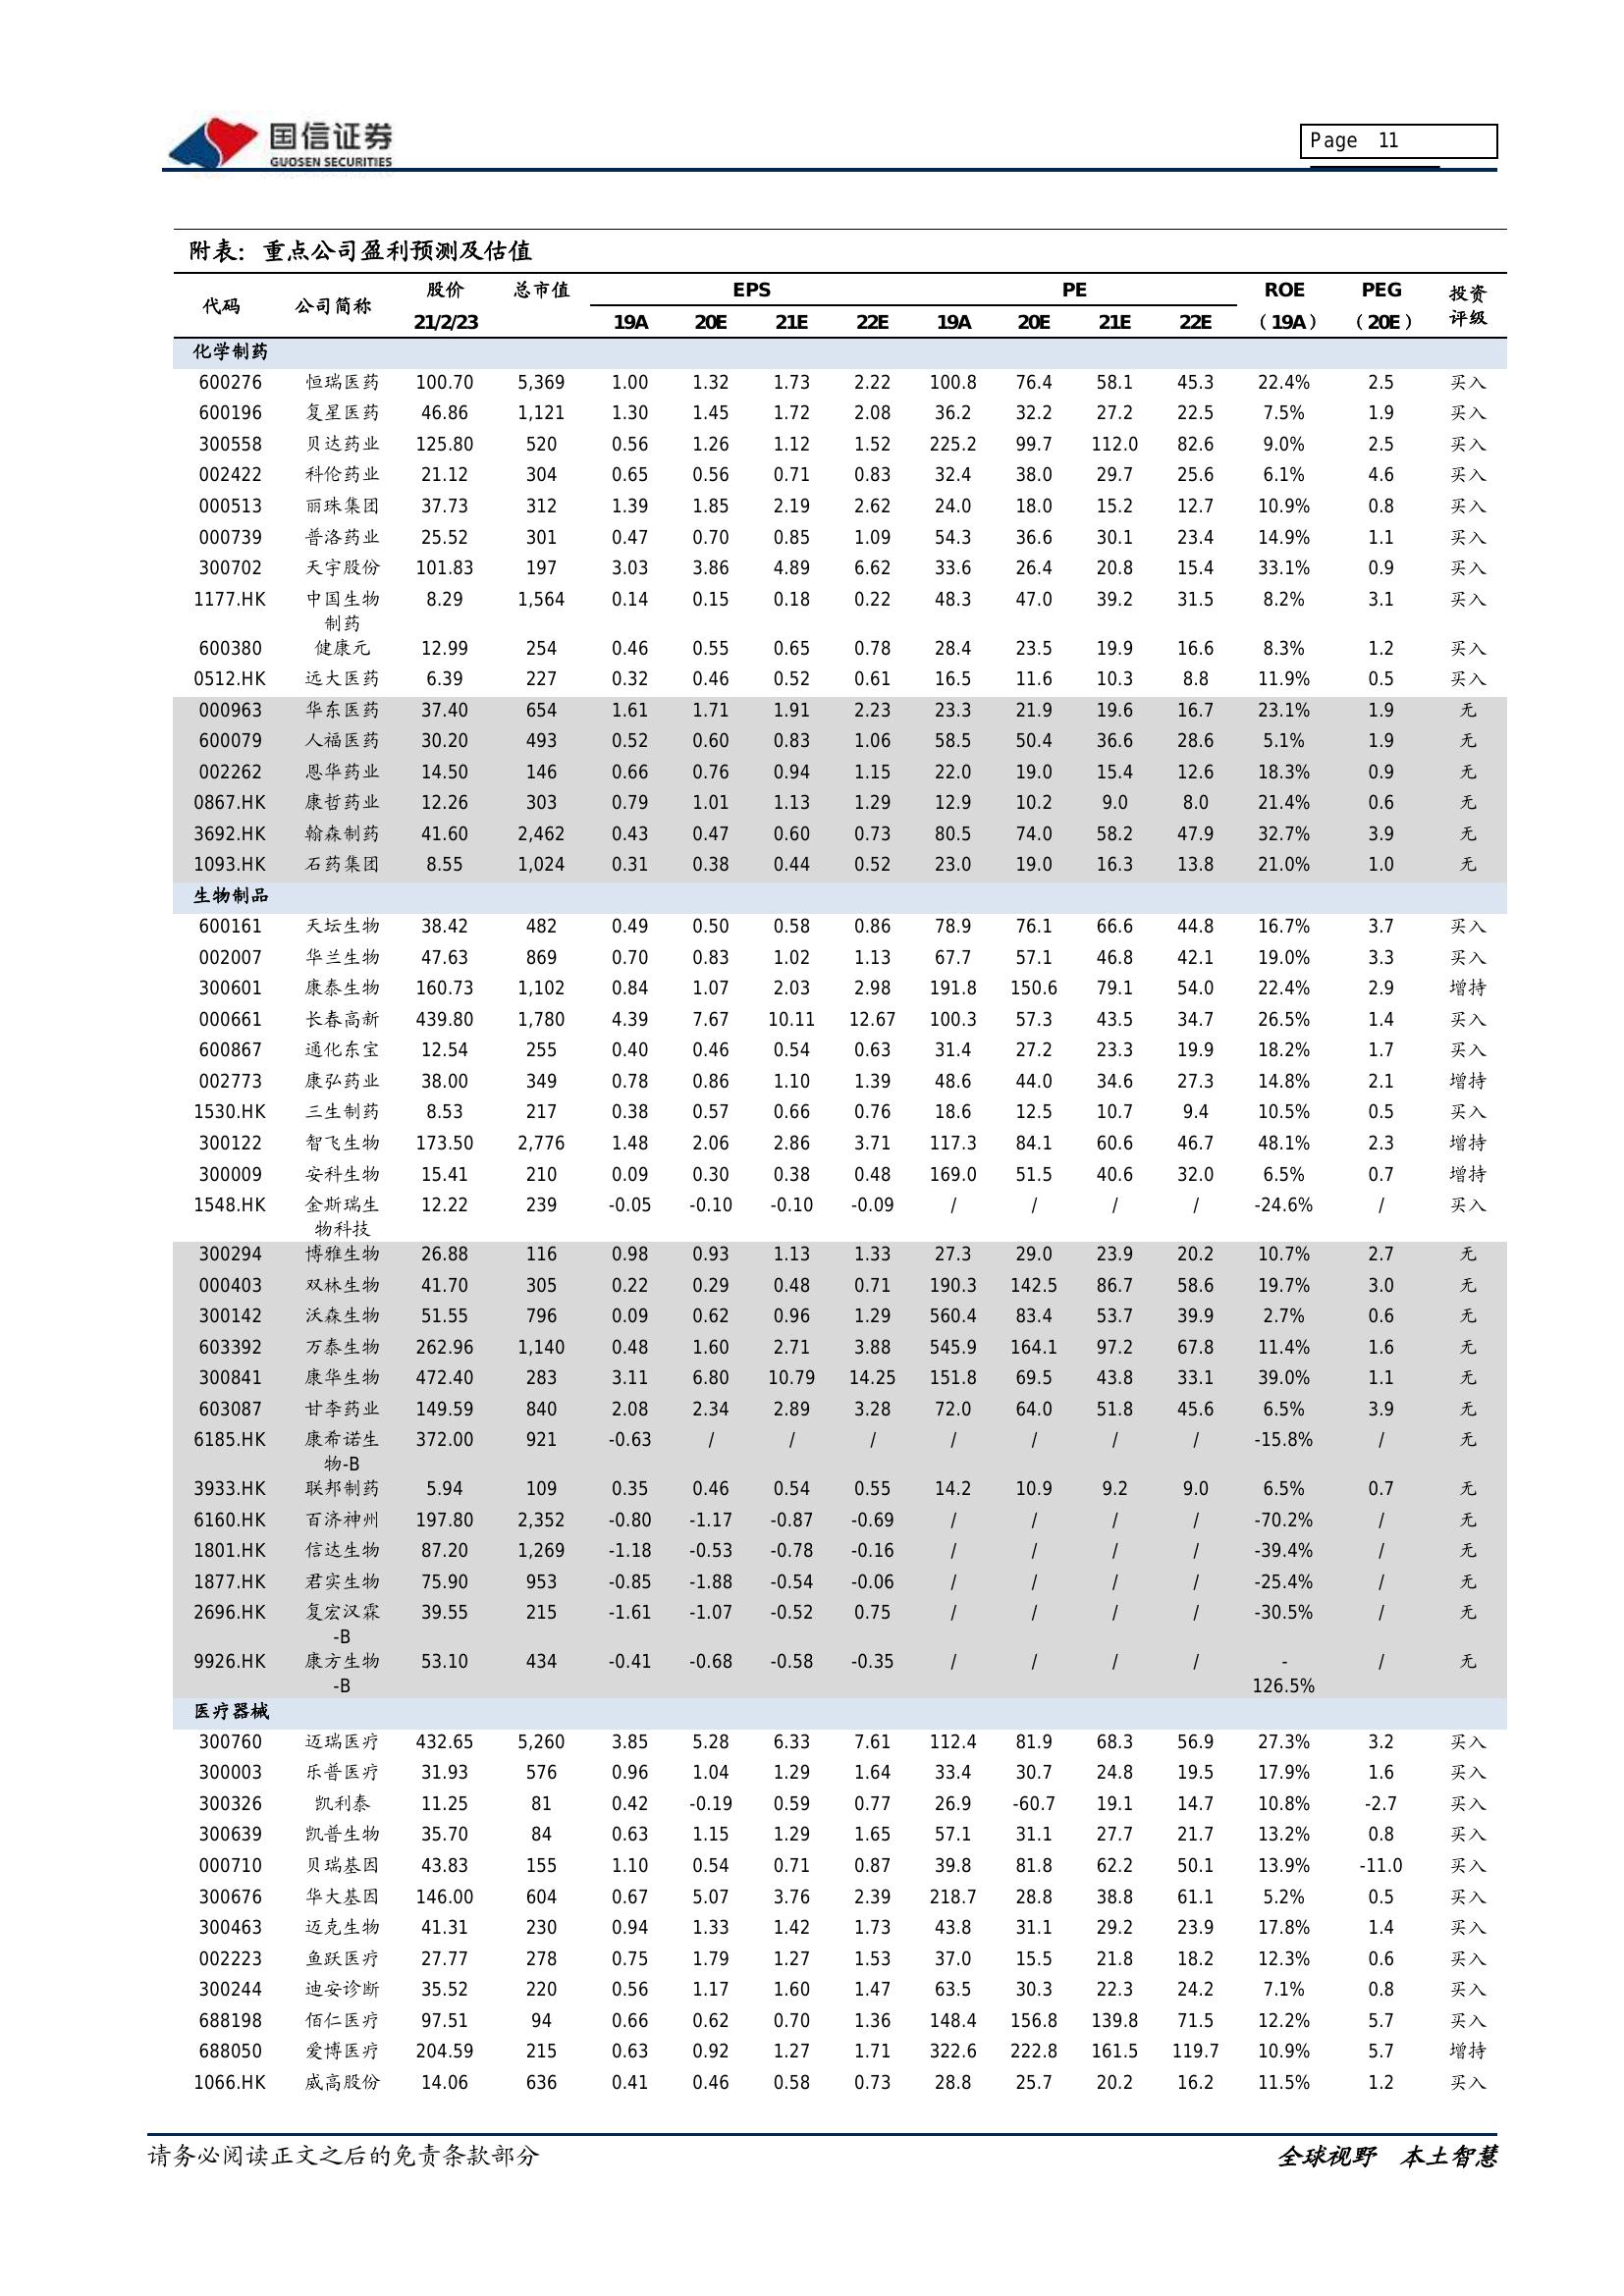 国信证券
GUOSEN SECURITIES
Page 11
附表：重点公司盈利预测及估值
代码 公司简称 股价 总市值 EPS PE ROE PEG 投资
21/2/23 19A 20E 21E 22E 19A 20E 21E 22E （19A） （20E） 评级
化学制药
600276 恒瑞医药 100.70 5,369 1.00 1.32 1.73 2.22 100.8 76.4 58.1 45.3 22.4% 2.5 买入
600196 复星医药 46.86 1,121 1.30 1.45 1.72 2.08 36.2 32.2 27.2 22.5 7.5% 1.9 买入
300558 贝达药业 125.80 520 0.56 1.26 1.12 1.52 225.2 99.7 112.0 82.6 9.0% 2.5 买入
002422 科伦药业 21.12 304 0.65 0.56 0.71 0.83 32.4 38.0 29.7 25.6 6.1% 4.6 买入
000513 丽珠集团 37.73 312 1.39 1.85 2.19 2.62 24.0 18.0 15.2 12.7 10.9% 0.8 买入
000739 普洛药业 25.52 301 0.47 0.70 0.85 1.09 54.3 36.6 30.1 23.4 14.9% 1.1 买入
300702 天宇股份 101.83 197 3.03 3.86 4.89 6.62 33.6 26.4 20.8 15.4 33.1% 0.9 买入
1177.HK 中国生物 8.29 1,564 0.14 0.15 0.18 0.22 48.3 47.0 39.2 31.5 8.2% 3.1 买入
制药
600380 健康元 12.99 254 0.46 0.55 0.65 0.78 28.4 23.5 19.9 16.6 8.3% 1.2 买入
0512.HK 远大医药 6.39 227 0.32 0.46 0.52 0.61 16.5 11.6 10.3 8.8 11.9% 0.5 买入
000963 华东医药 37.40 654 1.61 1.71 1.91 2.23 23.3 21.9 19.6 16.7 23.1% 1.9 无
600079 人福医药 30.20 493 0.52 0.60 0.83 1.06 58.5 50.4 36.6 28.6 5.1% 1.9 无
002262 恩华药业 14.50 146 0.66 0.76 0.94 1.15 22.0 19.0 15.4 12.6 18.3% 0.9 无
0867.HK 康哲药业 12.26 303 0.79 1.01 1.13 1.29 12.9 10.2 9.0 8.0 21.4% 0.6 无
3692.HK 翰森制药 41.60 2,462 0.43 0.47 0.60 0.73 80.5 74.0 58.2 47.9 32.7% 3.9 无
1093.HK 石药集团 8.55 1,024 0.31 0.38 0.44 0.52 23.0 19.0 16.3 13.8 21.0% 1.0 无
生物制品
600161 天坛生物 38.42 482 0.49 0.50 0.58 0.86 78.9 76.1 66.6 44.8 16.7% 3.7 买入
002007 华兰生物 47.63 869 0.70 0.83 1.02 1.13 67.7 57.1 46.8 42.1 19.0% 3.3 买入
300601 康泰生物 160.73 1,102 0.84 1.07 2.03 2.98 191.8 150.6 79.1 54.0 22.4% 2.9 增持
000661 长春高新 439.80 1,780 4.39 7.67 10.11 12.67 100.3 57.3 43.5 34.7 26.5% 1.4 买入
600867 通化东宝 12.54 255 0.40 0.46 0.54 0.63 31.4 27.2 23.3 19.9 18.2% 1.7 买入
002773 康弘药业 38.00 349 0.78 0.86 1.10 1.39 48.6 44.0 34.6 27.3 14.8% 2.1 增持
1530.HK 三生制药 8.53 217 0.38 0.57 0.66 0.76 18.6 12.5 10.7 9.4 10.5% 0.5 买入
300122 智飞生物 173.50 2,776 1.48 2.06 2.86 3.71 117.3 84.1 60.6 46.7 48.1% 2.3 增持
300009 安科生物 15.41 210 0.09 0.30 0.38 0.48 169.0 51.5 40.6 32.0 6.5% 0.7 增持
1548.HK 金斯瑞生 12.22 239 -0.05 -0.10 -0.10 -0.09 / / / / -24.6% / 买入
物科技
300294 博雅生物 26.88 116 0.98 0.93 1.13 1.33 27.3 29.0 23.9 20.2 10.7% 2.7 无
000403 双林生物 41.70 305 0.22 0.29 0.48 0.71 190.3 142.5 86.7 58.6 19.7% 3.0 无
300142 沃森生物 51.55 796 0.09 0.62 0.96 1.29 560.4 83.4 53.7 39.9 2.7% 0.6 无
603392 万泰生物 262.96 1,140 0.48 1.60 2.71 3.88 545.9 164.1 97.2 67.8 11.4% 1.6 无
300841 康华生物 472.40 283 3.11 6.80 10.79 14.25 151.8 69.5 43.8 33.1 39.0% 1.1 无
603087 甘李药业 149.59 840 2.08 2.34 2.89 3.28 72.0 64.0 51.8 45.6 6.5% 3.9 无
6185.HK 康希诺生 372.00 921 -0.63 / / / / / / / -15.8% / 无
物-B
3933.HK 联邦制药 5.94 109 0.35 0.46 0.54 0.55 14.2 10.9 9.2 9.0 6.5% 0.7 无
6160.HK 百济神州 197.80 2,352 -0.80 -1.17 -0.87 -0.69 / / / / -70.2% / 无
1801.HK 信达生物 87.20 1,269 -1.18 -0.53 -0.78 -0.16 / / / / -39.4% / 无
1877.HK 君实生物 75.90 953 -0.85 -1.88 -0.54 -0.06 / / / / -25.4% / 无
2696.HK 复宏汉霖 39.55 215 -1.61 -1.07 -0.52 0.75 / / / / -30.5% / 无
-B
9926.HK 康方生物 53.10 434 -0.41 -0.68 -0.58 -0.35 / / / / - / 无
-B 126.5%
医疗器械
300760 迈瑞医疗 432.65 5,260 3.85 5.28 6.33 7.61 112.4 81.9 68.3 56.9 27.3% 3.2 买入
300003 乐普医疗 31.93 576 0.96 1.04 1.29 1.64 33.4 30.7 24.8 19.5 17.9% 1.6 买入
300326 凯利泰 11.25 81 0.42 -0.19 0.59 0.77 26.9 -60.7 19.1 14.7 10.8% -2.7 买入
300639 凯普生物 35.70 84 0.63 1.15 1.29 1.65 57.1 31.1 27.7 21.7 13.2% 0.8 买入
000710 贝瑞基因 43.83 155 1.10 0.54 0.71 0.87 39.8 81.8 62.2 50.1 13.9% -11.0 买入
300676 华大基因 146.00 604 0.67 5.07 3.76 2.39 218.7 28.8 38.8 61.1 5.2% 0.5 买入
300463 迈克生物 41.31 230 0.94 1.33 1.42 1.73 43.8 31.1 29.2 23.9 17.8% 1.4 买入
002223 鱼跃医疗 27.77 278 0.75 1.79 1.27 1.53 37.0 15.5 21.8 18.2 12.3% 0.6 买入
300244 迪安诊断 35.52 220 0.56 1.17 1.60 1.47 63.5 30.3 22.3 24.2 7.1% 0.8 买入
688198 佰仁医疗 97.51 94 0.66 0.62 0.70 1.36 148.4 156.8 139.8 71.5 12.2% 5.7 买入
688050 爱博医疗 204.59 215 0.63 0.92 1.27 1.71 322.6 222.8 161.5 119.7 10.9% 5.7 增持
1066.HK 威高股份 14.06 636 0.41 0.46 0.58 0.73 28.8 25.7 20.2 16.2 11.5% 1.2 买入
请务必阅读正文之后的免责条款部分 全球视野 本土智慧